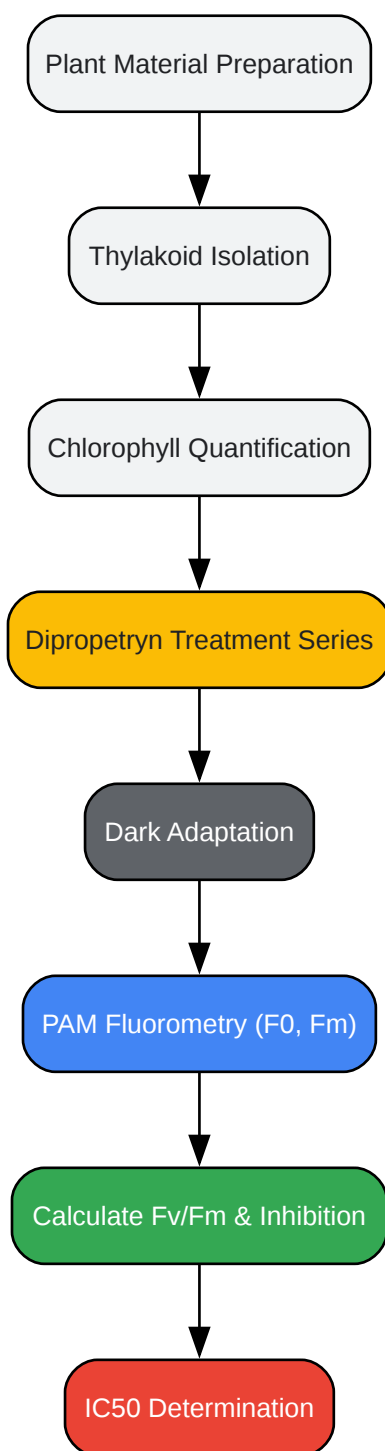 Plant Material Preparation
Thylakoid Isolation
Chlorophyll Quantification
Dipropetryn Treatment Series
Dark Adaptation
PAM Fluorometry (F0, Fm)
Calculate Fv/Fm & Inhibition
IC50 Determination